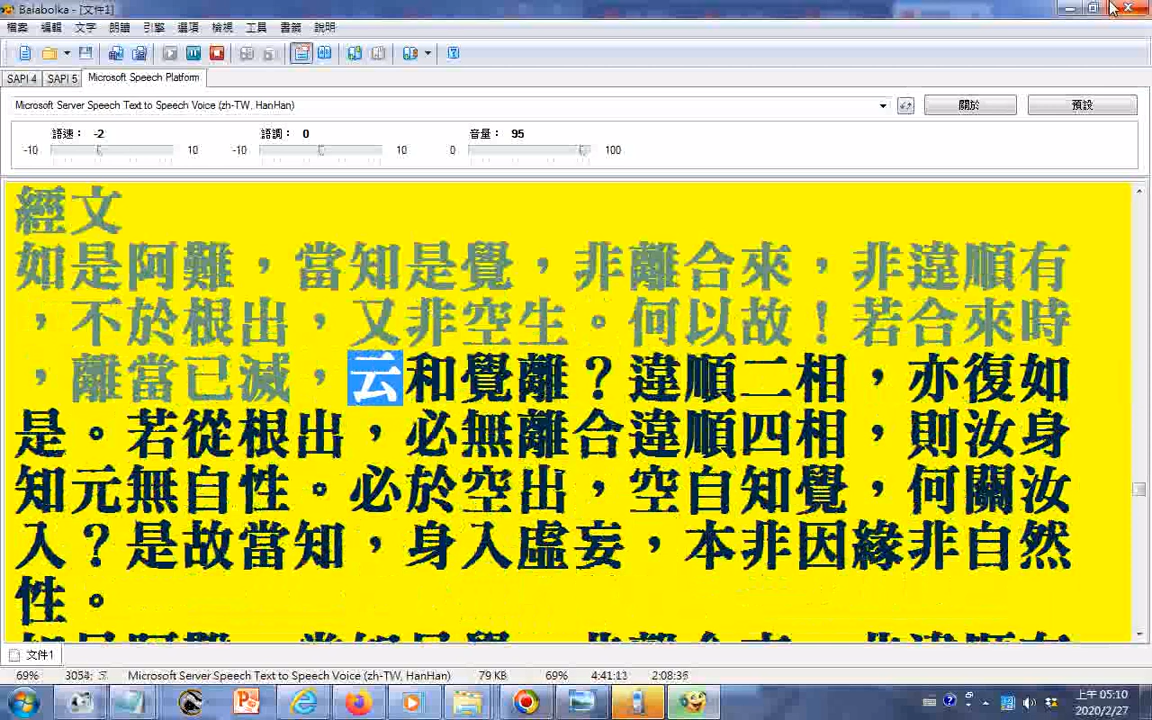 Balabolka - [文件1]
檔案 編輯 文字 朗讀 引擎 選項 檢視 工具 書籤 說明
SAPI 4 SAPI 5 Microsoft Speech Platform
Microsoft Server Speech Text to Speech Voice (zh-TW, HanHan) 關於 預設
語速： -2 語調： 0 音量： 95
-10 10 -10 10 0 100
經文
如是阿難，當知是覺，非離合來，非違順有
，不於根出，又非空生。何以故！若合來時
，離當已滅，云和覺離？違順二相，亦復如
是。若從根出，必無離合違順四相，則汝身
知元無自性。必於空出，空自知覺，何關汝
入？是故當知，身入虛妄，本非因緣非自然
性。
文件1
69% Microsoft Server Speech Text to Speech Voice (zh-TW, HanHan) 79 KB 69% 4:41:13 2:08:36
上午 05:10
2020/2/27